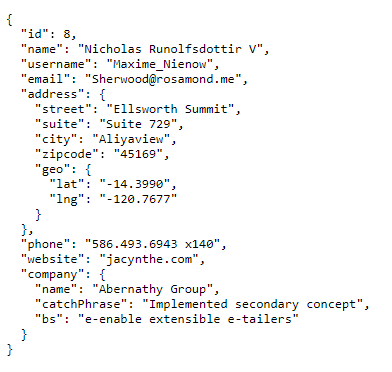 {
  "id": 8,
  "name": "Nicholas Runolfsdottir V",
  "username": "Maxime_Nienow",
  "email": "Sherwood@rosamond.me",
  "address": {
    "street": "Ellsworth Summit",
    "suite": "Suite 729",
    "city": "Aliyaview",
    "zipcode": "45169",
    "geo": {
      "lat": "-14.3990",
      "lng": "-120.7677"
    }
  },
  "phone": "586.493.6943 x140",
  "website": "jacynthe.com",
  "company": {
    "name": "Abernathy Group",
    "catchPhrase": "Implemented secondary concept",
    "bs": "e-enable extensible e-tailers"
  }
}